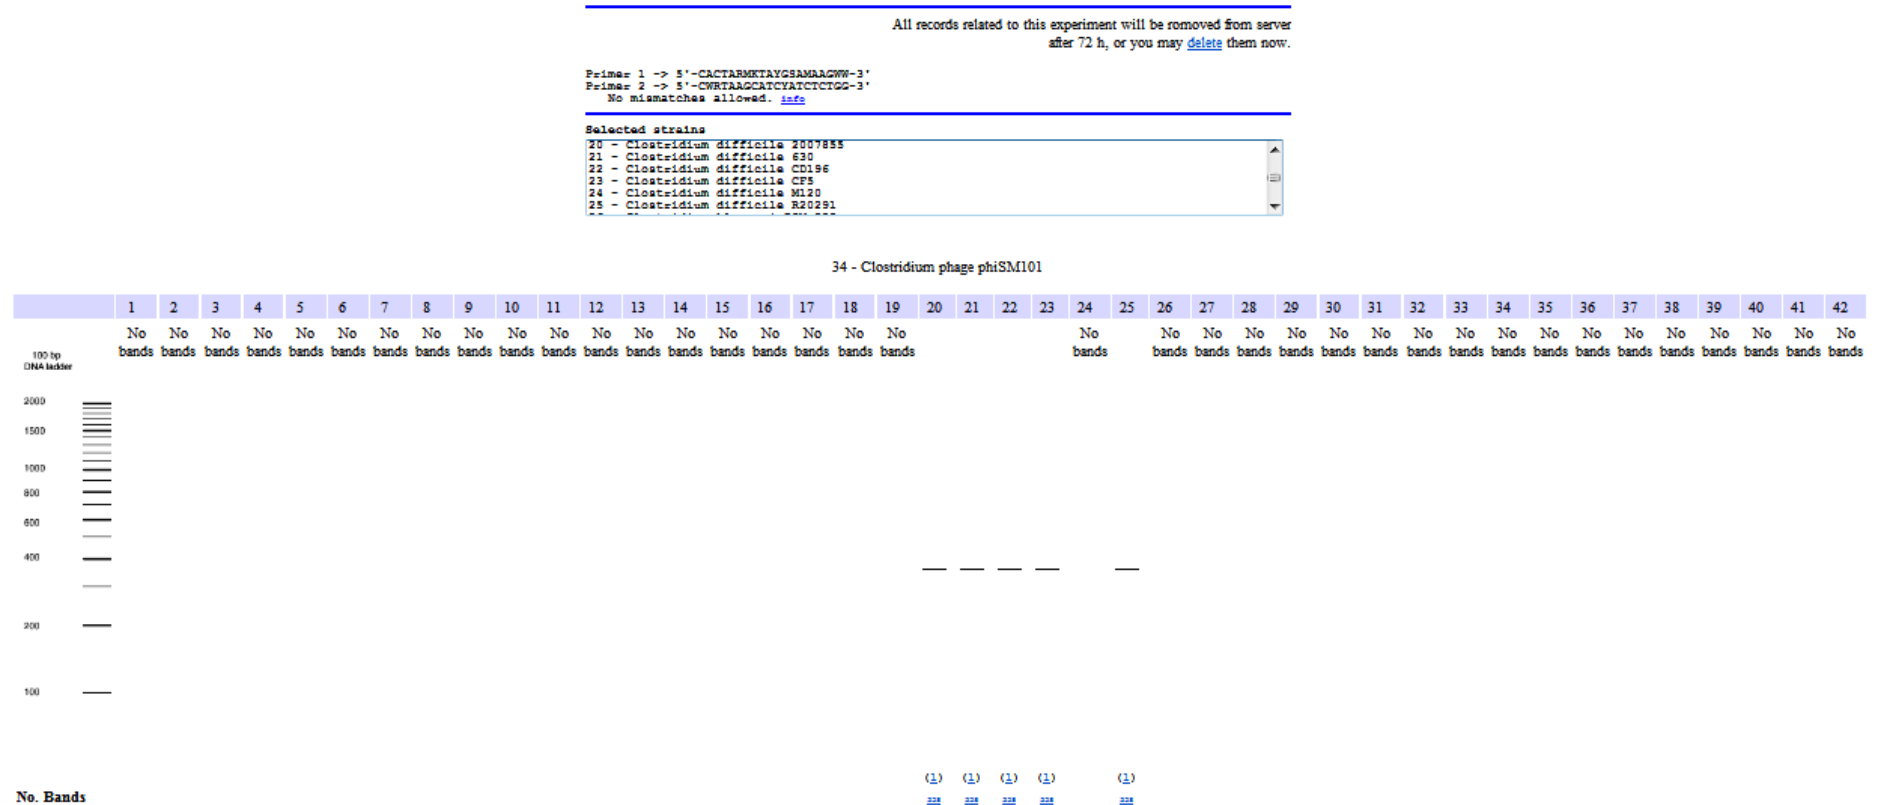 All records related to this experiment will be romoved from server
after 72 h, or you may delete them now.
Primer 1 -> 5'-CACTARMKTAYGSAMAAGWW-3'
Primer 2 -> 5'-CWRTAAGCATCYATCTCTGG-3'
No mismatches allowed. info
Selected strains
20 - Clostridium difficile 2007855
21 - Clostridium difficile 630
22 - Clostridium difficile CD196
23 - Clostridium difficile CF5
24 - Clostridium difficile M120
25 - Clostridium difficile R20291
34 - Clostridium phage phiSM101
1 2 3 4 5 6 7 8 9 10 11 12 13 14 15 16 17 18 19 20 21 22 23 24 25 26 27 28 29 30 31 32 33 34 35 36 37 38 39 40 41 42
No No No No No No No No No No No No No No No No No No No No No No No No No No No No No No No No No No No No No
bands bands bands bands bands bands bands bands bands bands bands bands bands bands bands bands bands bands bands bands bands bands bands bands bands bands bands bands bands bands bands bands bands bands bands bands bands
100 bp
DNA ladder
2000
1500
1000
800
600
400
200
100
(1) (1) (1) (1) (1)
No. Bands